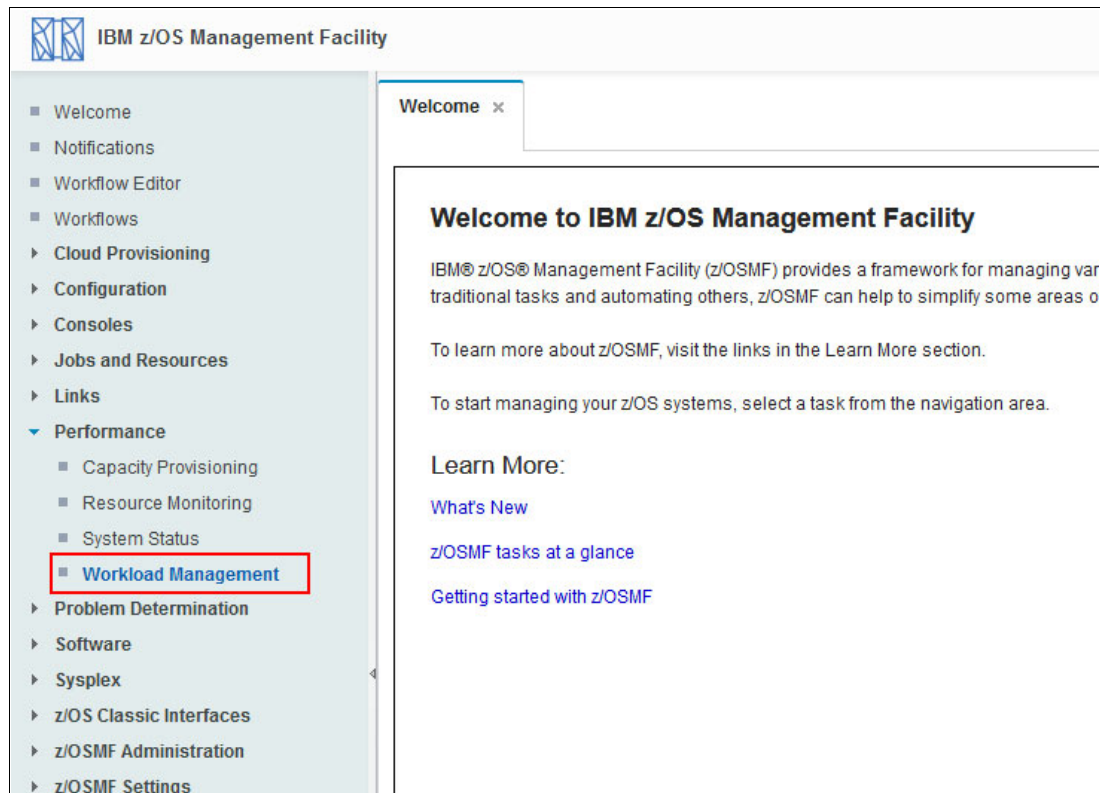 IBM z/OS Management Facility
Welcome
Notifications
Workflow Editor
Workflows
Cloud Provisioning
Configuration
Consoles
Jobs and Resources
Links
Performance
Capacity Provisioning
Resource Monitoring
System Status
Workload Management
Problem Determination
Software
Sysplex
z/OS Classic Interfaces
z/OSMF Administration
z/OSMF Settings
Welcome ×
Welcome to IBM z/OS Management Facility
IBM® z/OS® Management Facility (z/OSMF) provides a framework for managing var
traditional tasks and automating others, z/OSMF can help to simplify some areas o
To learn more about z/OSMF, visit the links in the Learn More section.
To start managing your z/OS systems, select a task from the navigation area.
Learn More:
What's New
z/OSMF tasks at a glance
Getting started with z/OSMF